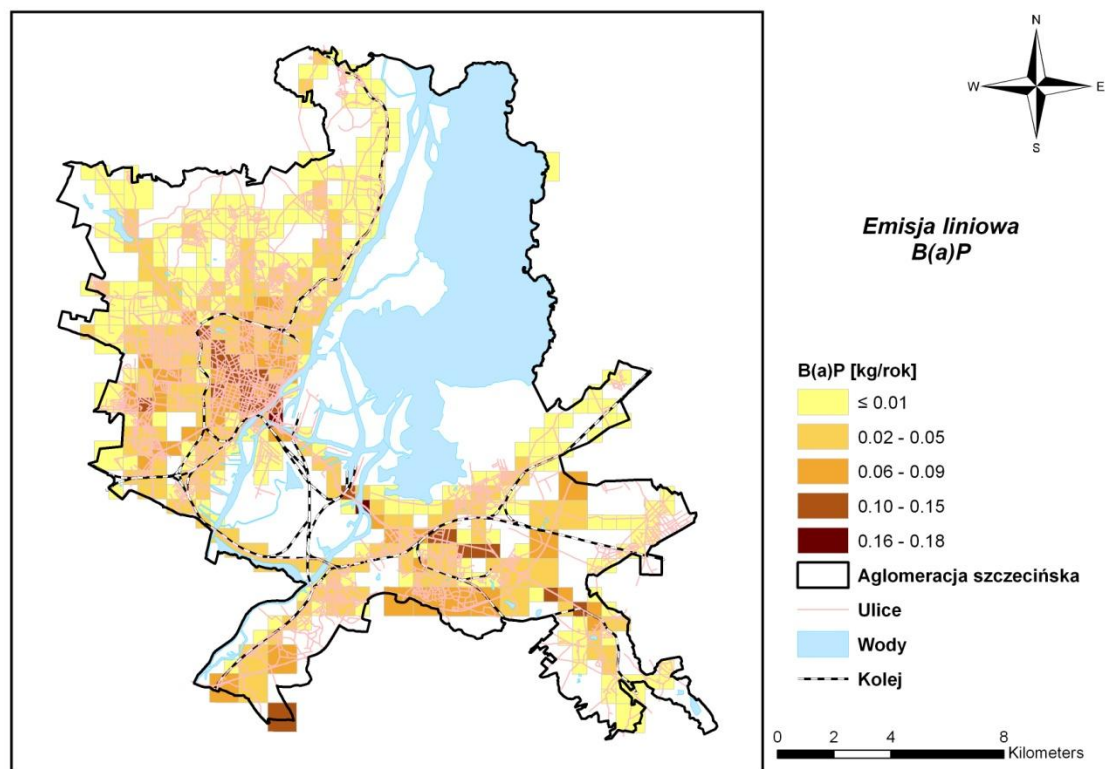 N
W
E
S
Emisja liniowa
B(a)P
B(a)P [kg/rok]
≤ 0.01
0.02 - 0.05
0.06 - 0.09
0.10 - 0.15
0.16 - 0.18
Aglomeracja szczecińska
Ulice
Wody
Kolej
0 2 4 8
Kilometers